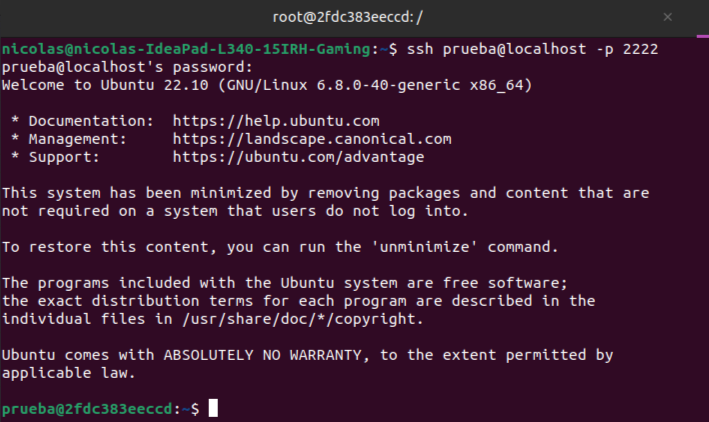 root@2fdc383eeccd: /
nicolas@nicolas-IdeaPad-L340-15IRH-Gaming:~$ ssh prueba@localhost -p 2222
prueba@localhost's password:
Welcome to Ubuntu 22.10 (GNU/Linux 6.8.0-40-generic x86_64)
* Documentation:  https://help.ubuntu.com
* Management:     https://landscape.canonical.com
* Support:        https://ubuntu.com/advantage
This system has been minimized by removing packages and content that are
not required on a system that users do not log into.
To restore this content, you can run the 'unminimize' command.
The programs included with the Ubuntu system are free software;
the exact distribution terms for each program are described in the
individual files in /usr/share/doc/*/copyright.
Ubuntu comes with ABSOLUTELY NO WARRANTY, to the extent permitted by
applicable law.
prueba@2fdc383eeccd:~$